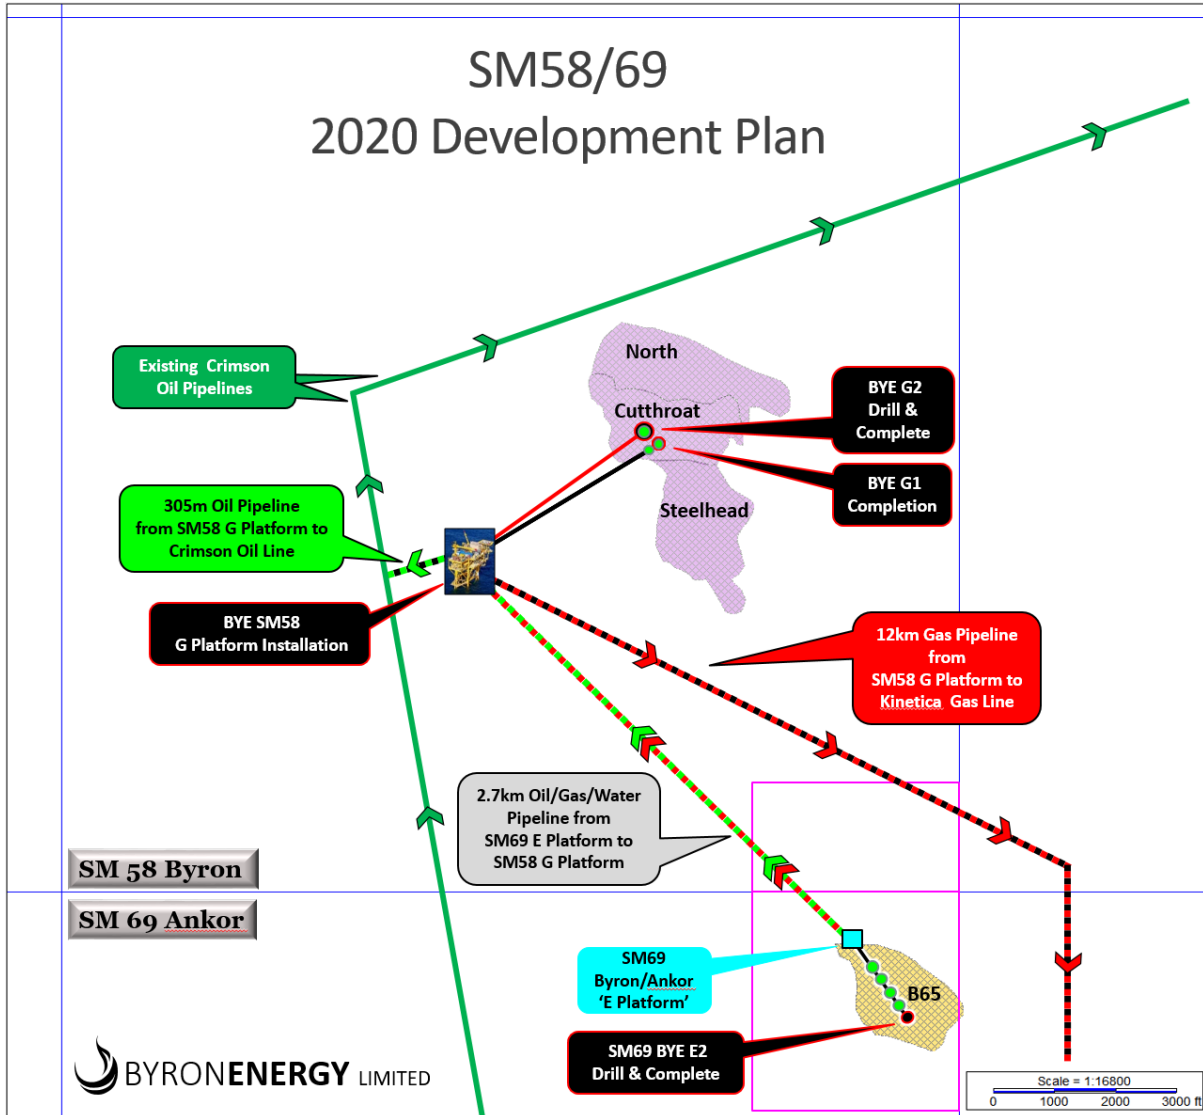 SM58/69
2020 Development Plan
Existing Crimson
Oil Pipelines
North
Cutthroat
Steelhead
BYE G2
Drill &
Complete
BYE G1
Completion
305m Oil Pipeline
from SM58 G Platform to
Crimson Oil Line
BYE SM58
G Platform Installation
12km Gas Pipeline
from
SM58 G Platform to
Kinetica Gas Line
2.7km Oil/Gas/Water
Pipeline from
SM69 E Platform to
SM58 G Platform
SM 58 Byron
SM 69 Ankor
SM69
Byron/Ankor
‘E Platform’
B65
SM69 BYE E2
Drill & Complete
BYRONENERGY LIMITED
Scale = 1:16800
0 1000 2000 3000 ft